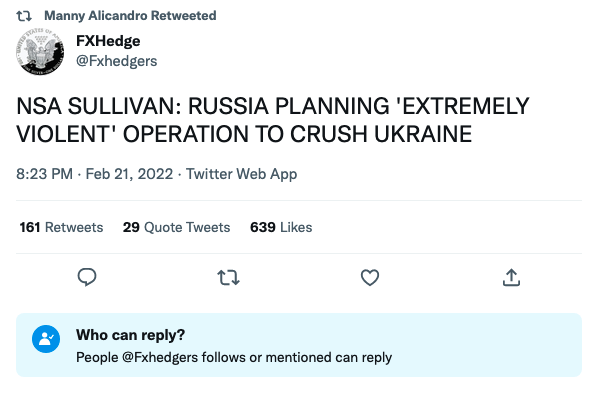 Manny Alicandro Retweeted
FXHedge
@Fxhedgers
NSA SULLIVAN: RUSSIA PLANNING 'EXTREMELY
VIOLENT' OPERATION TO CRUSH UKRAINE
8:23 PM · Feb 21, 2022 · Twitter Web App
161 Retweets 29 Quote Tweets 639 Likes
Who can reply?
People @Fxhedgers follows or mentioned can reply